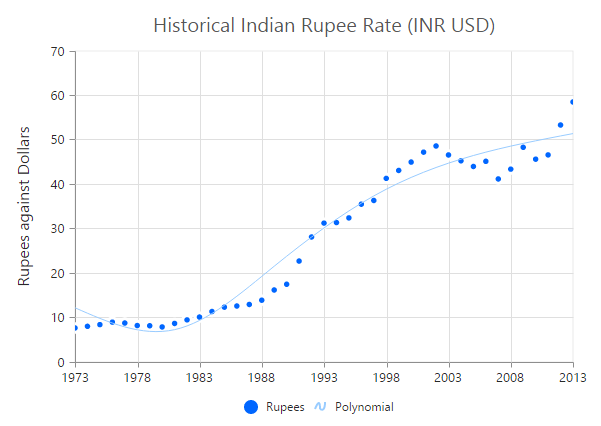 Historical Indian Rupee Rate (INR USD)
70
60
50
40
30
20
10
0
Rupees against Dollars
1973 1978 1983 1988 1993 1998 2003 2008 2013
Rupees Polynomial